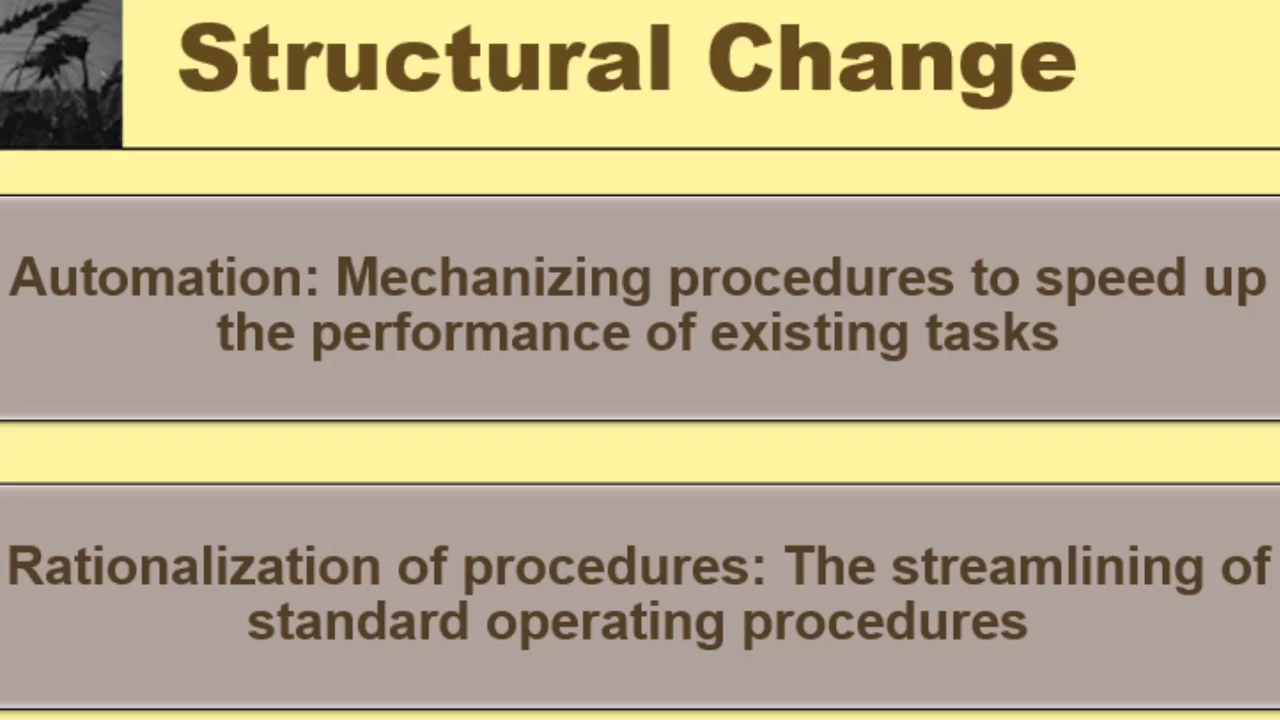 Structural Change
Automation: Mechanizing procedures to speed up
the performance of existing tasks
Rationalization of procedures: The streamlining of
standard operating procedures